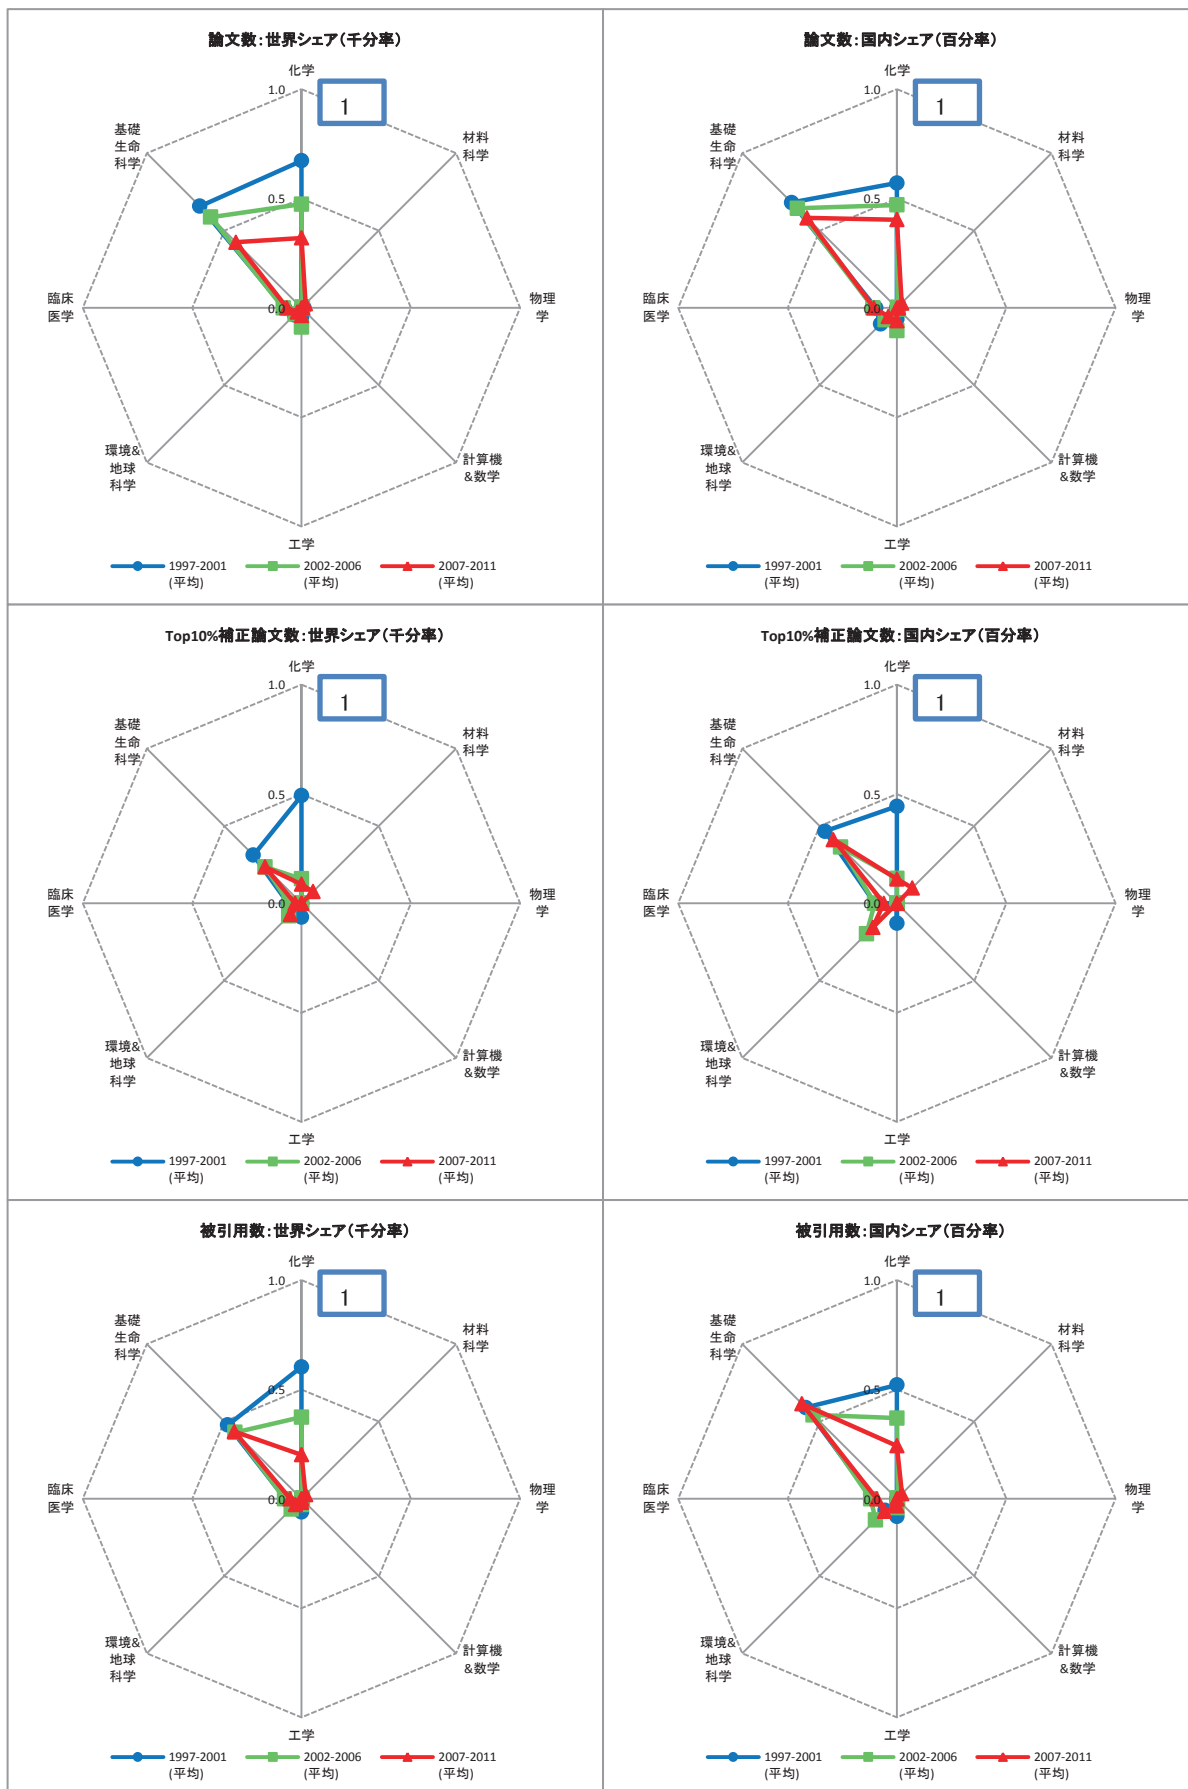 論文数:世界シェア(千分率)
化学
1.0
1
基礎
生命
科学
材料
科学
0.5
臨床
医学
0.0
物理
学
環境&
地球
科学
計算機
&数学
工学
1997-2001
(平均)
2002-2006
(平均)
2007-2011
(平均)
論文数:国内シェア(百分率)
化学
1.0
1
基礎
生命
科学
材料
科学
0.5
臨床
医学
0.0
物理
学
環境&
地球
科学
計算機
&数学
工学
1997-2001
(平均)
2002-2006
(平均)
2007-2011
(平均)
Top10%補正論文数:世界シェア(千分率)
化学
1.0
1
基礎
生命
科学
材料
科学
0.5
臨床
医学
0.0
物理
学
環境&
地球
科学
計算機
&数学
工学
1997-2001
(平均)
2002-2006
(平均)
2007-2011
(平均)
Top10%補正論文数:国内シェア(百分率)
化学
1.0
1
基礎
生命
科学
材料
科学
0.5
臨床
医学
0.0
物理
学
環境&
地球
科学
計算機
&数学
工学
1997-2001
(平均)
2002-2006
(平均)
2007-2011
(平均)
被引用数:世界シェア(千分率)
化学
1.0
1
基礎
生命
科学
材料
科学
0.5
臨床
医学
0.0
物理
学
環境&
地球
科学
計算機
&数学
工学
1997-2001
(平均)
2002-2006
(平均)
2007-2011
(平均)
被引用数:国内シェア(百分率)
化学
1.0
1
基礎
生命
科学
材料
科学
0.5
臨床
医学
0.0
物理
学
環境&
地球
科学
計算機
&数学
工学
1997-2001
(平均)
2002-2006
(平均)
2007-2011
(平均)